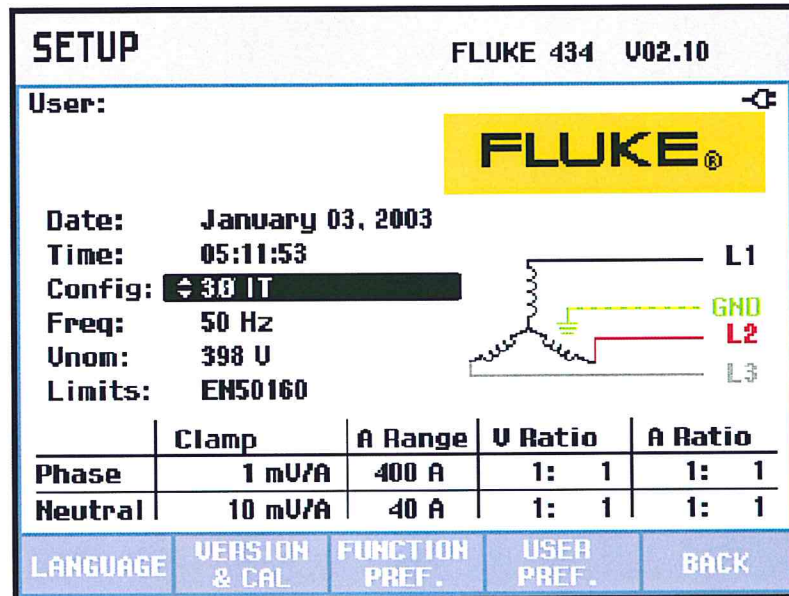 SETUP FLUKE 434 V02.10
User:
FLUKE®
Date: January 03, 2003
Time: 05:11:53
Config: 3Ø IT
Freq: 50 Hz
Vnom: 398 V
Limits: EN50160
L1
GND
L2
L3
Clamp A Range V Ratio A Ratio
Phase 1 mV/A 400 A 1: 1 1: 1
Neutral 10 mV/A 40 A 1: 1 1: 1
LANGUAGE VERSION & CAL FUNCTION PREF. USER PREF. BACK